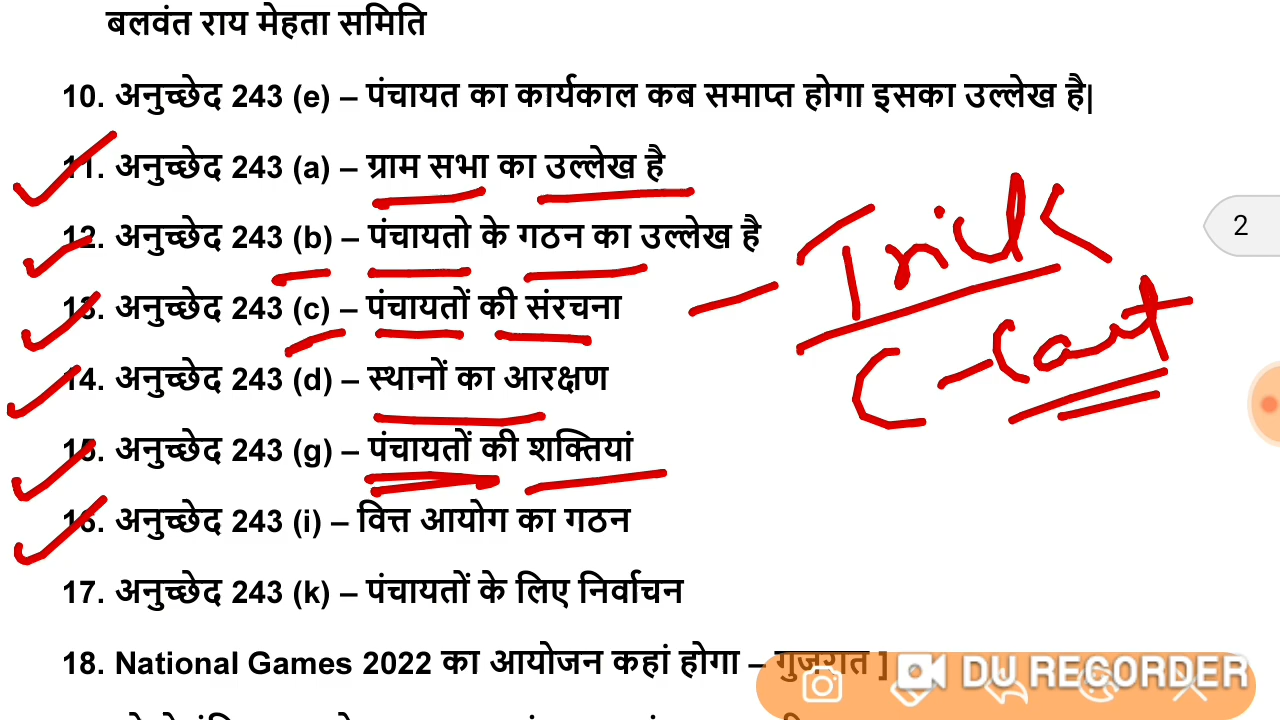 बलवंत राय मेहता समिति
10. अनुच्छेद 243 (e) – पंचायत का कार्यकाल कब समाप्त होगा इसका उल्लेख है|
11. अनुच्छेद 243 (a) – ग्राम सभा का उल्लेख है
12. अनुच्छेद 243 (b) – पंचायतो के गठन का उल्लेख है
13. अनुच्छेद 243 (c) – पंचायतों की संरचना
14. अनुच्छेद 243 (d) – स्थानों का आरक्षण
15. अनुच्छेद 243 (g) – पंचायतों की शक्तियां
16. अनुच्छेद 243 (i) – वित्त आयोग का गठन
17. अनुच्छेद 243 (k) – पंचायतों के लिए निर्वाचन
18. National Games 2022 का आयोजन कहां होगा – गुजरात ]
Trick
C -
2
DU RECORDER